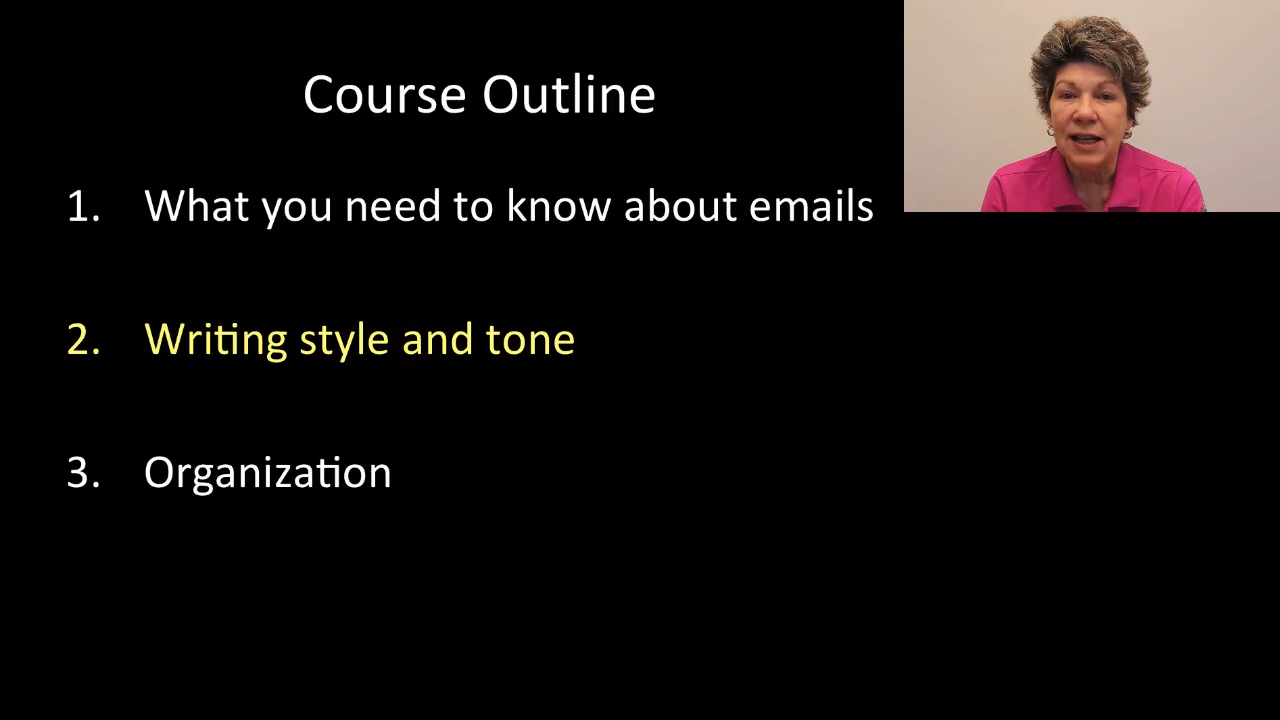 Course Outline
1. What you need to know about emails
2. Writing style and tone
3. Organization